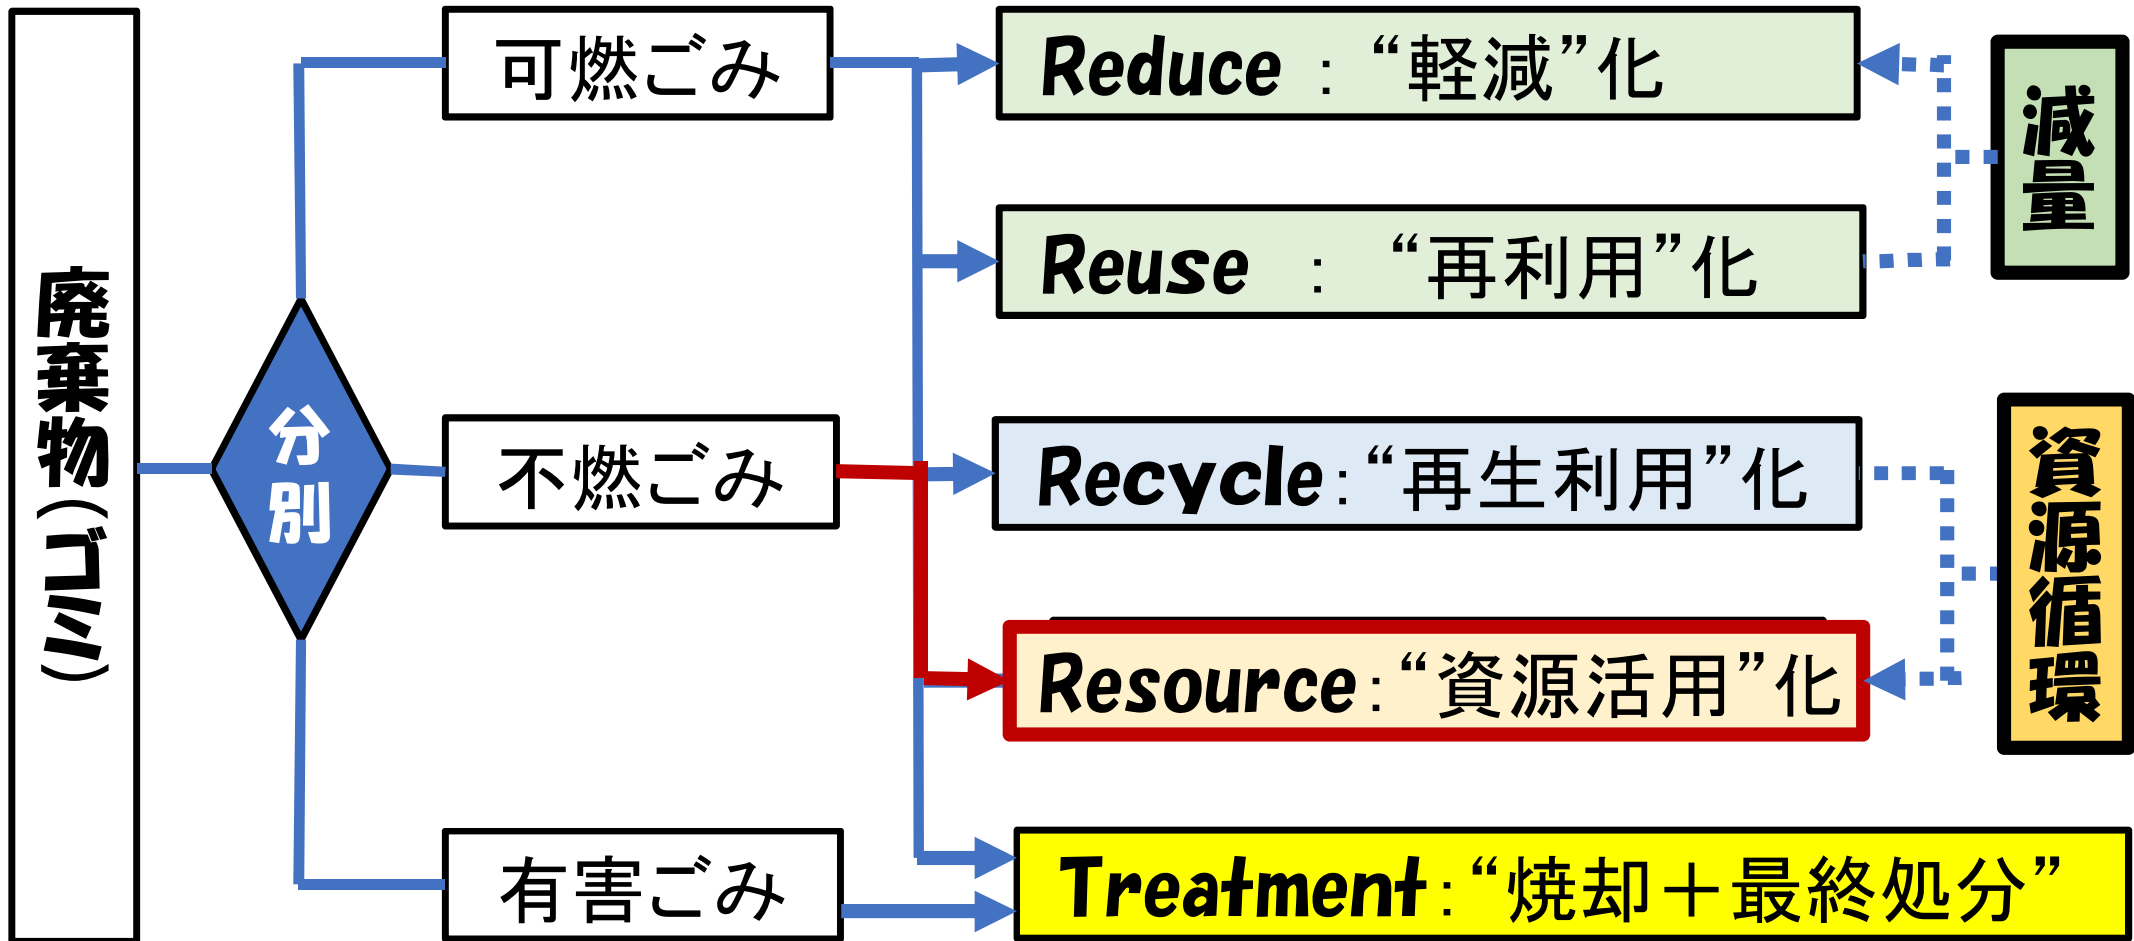 廃棄物(ゴミ)
分別
可燃ごみ
不燃ごみ
有害ごみ
Reduce : “軽減”化
Reuse : “再利用”化
Recycle:“再生利用”化
Resource:“資源活用”化
Treatment:“焼却＋最終処分”
減量
資源循環